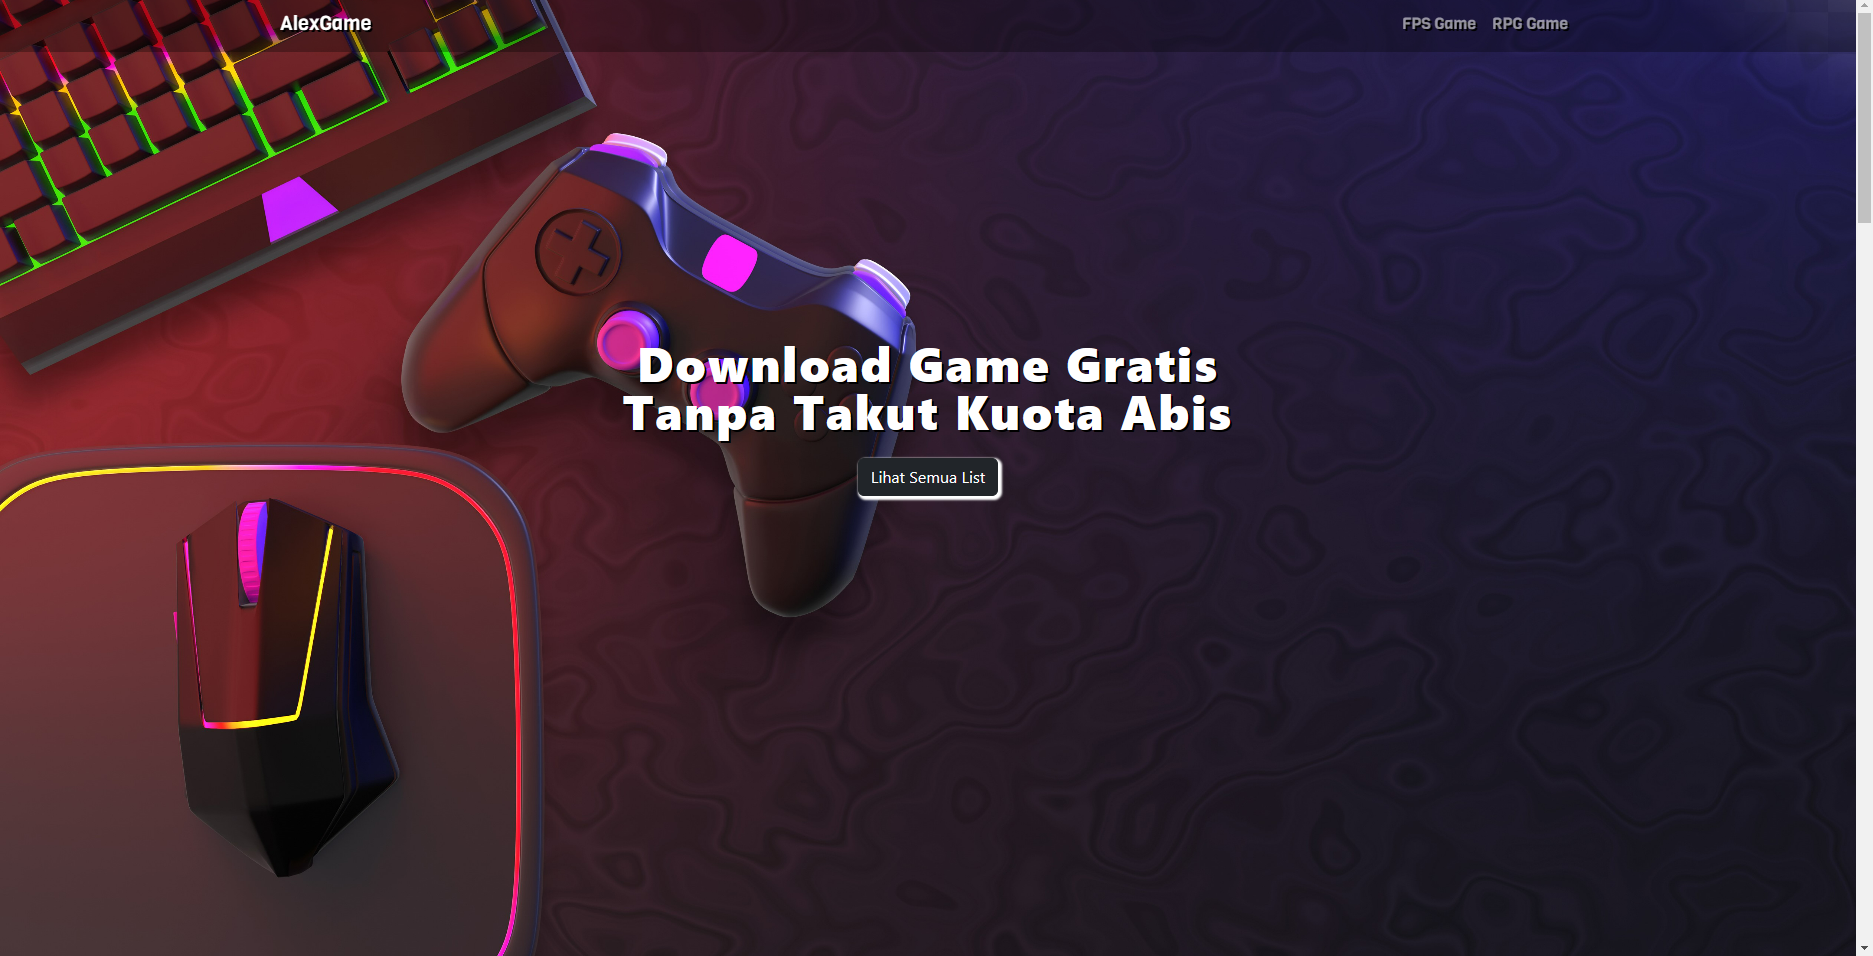 AlexGame
FPS Game
RPG Game
Download Game Gratis
Tanpa Takut Kuota Abis
Lihat Semua List